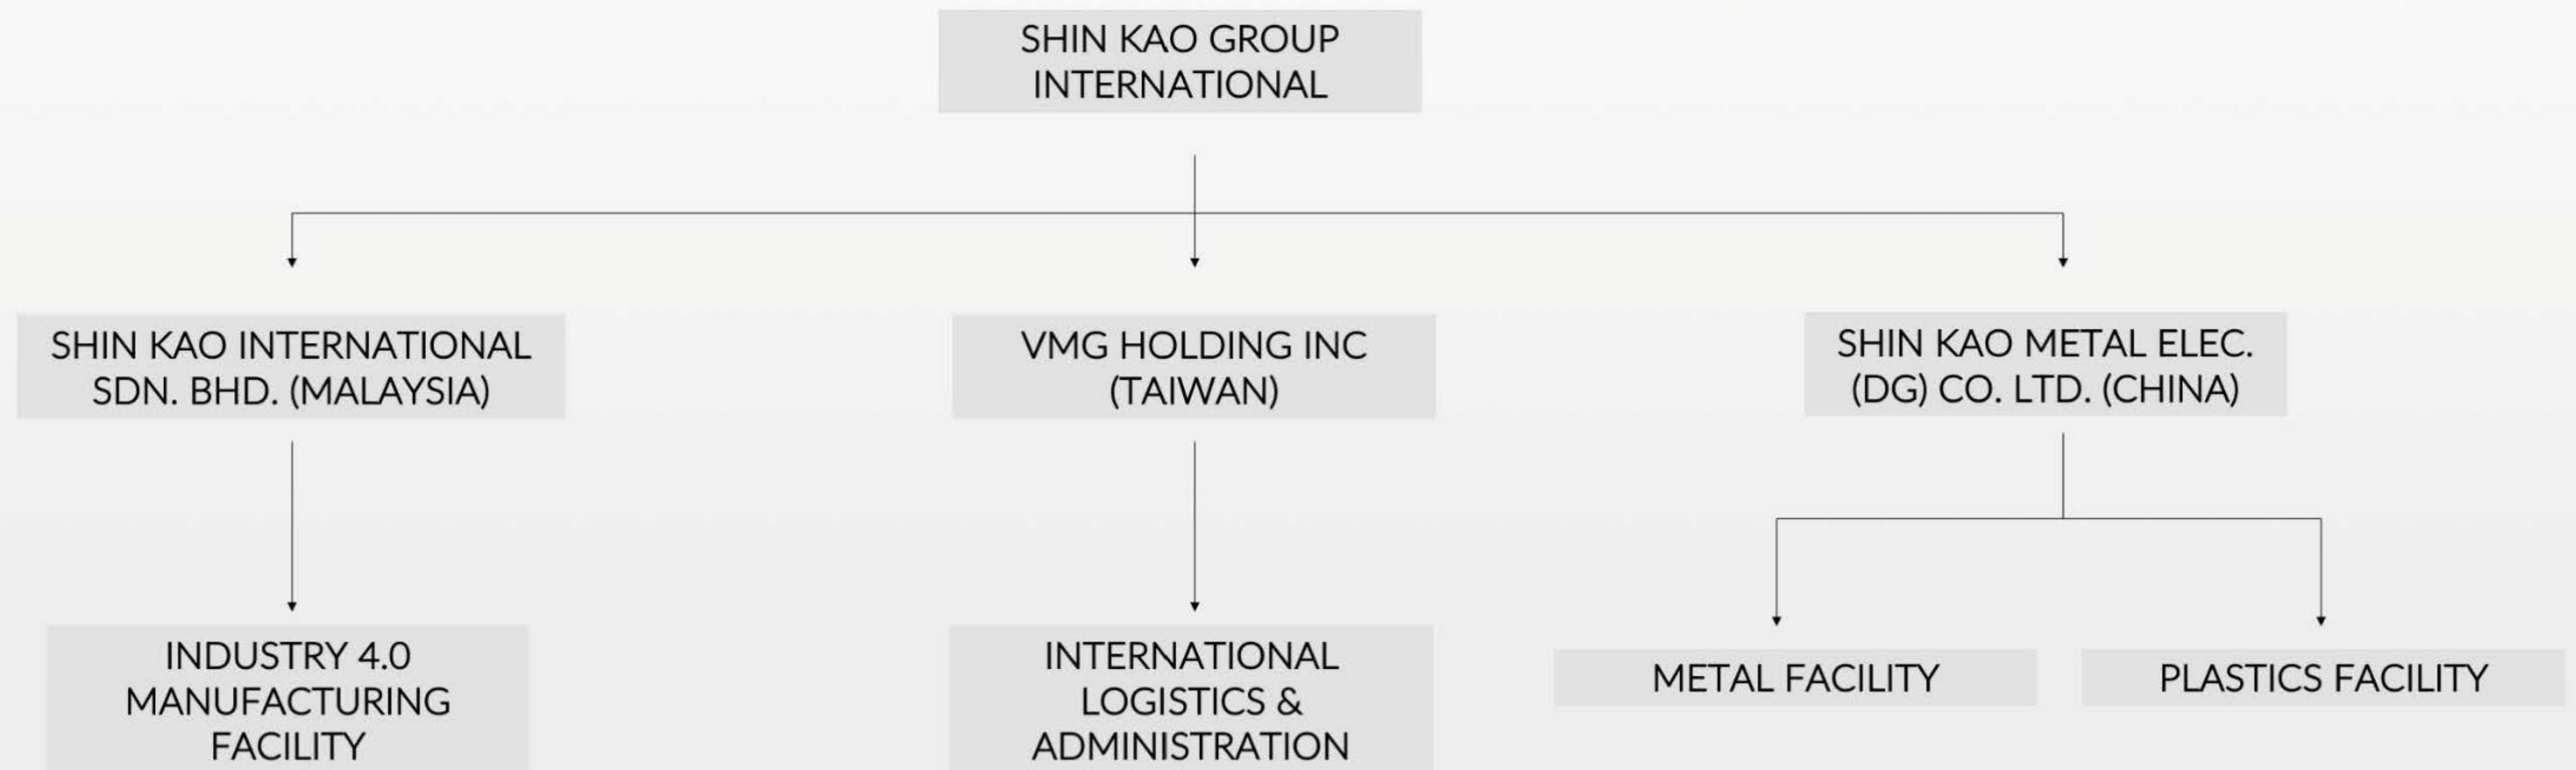 SHIN KAO GROUP
INTERNATIONAL
SHIN KAO INTERNATIONAL
SDN. BHD. (MALAYSIA)
VMG HOLDING INC
(TAIWAN)
SHIN KAO METAL ELEC.
(DG) CO. LTD. (CHINA)
INDUSTRY 4.0
MANUFACTURING
FACILITY
INTERNATIONAL
LOGISTICS &
ADMINISTRATION
METAL FACILITY
PLASTICS FACILITY